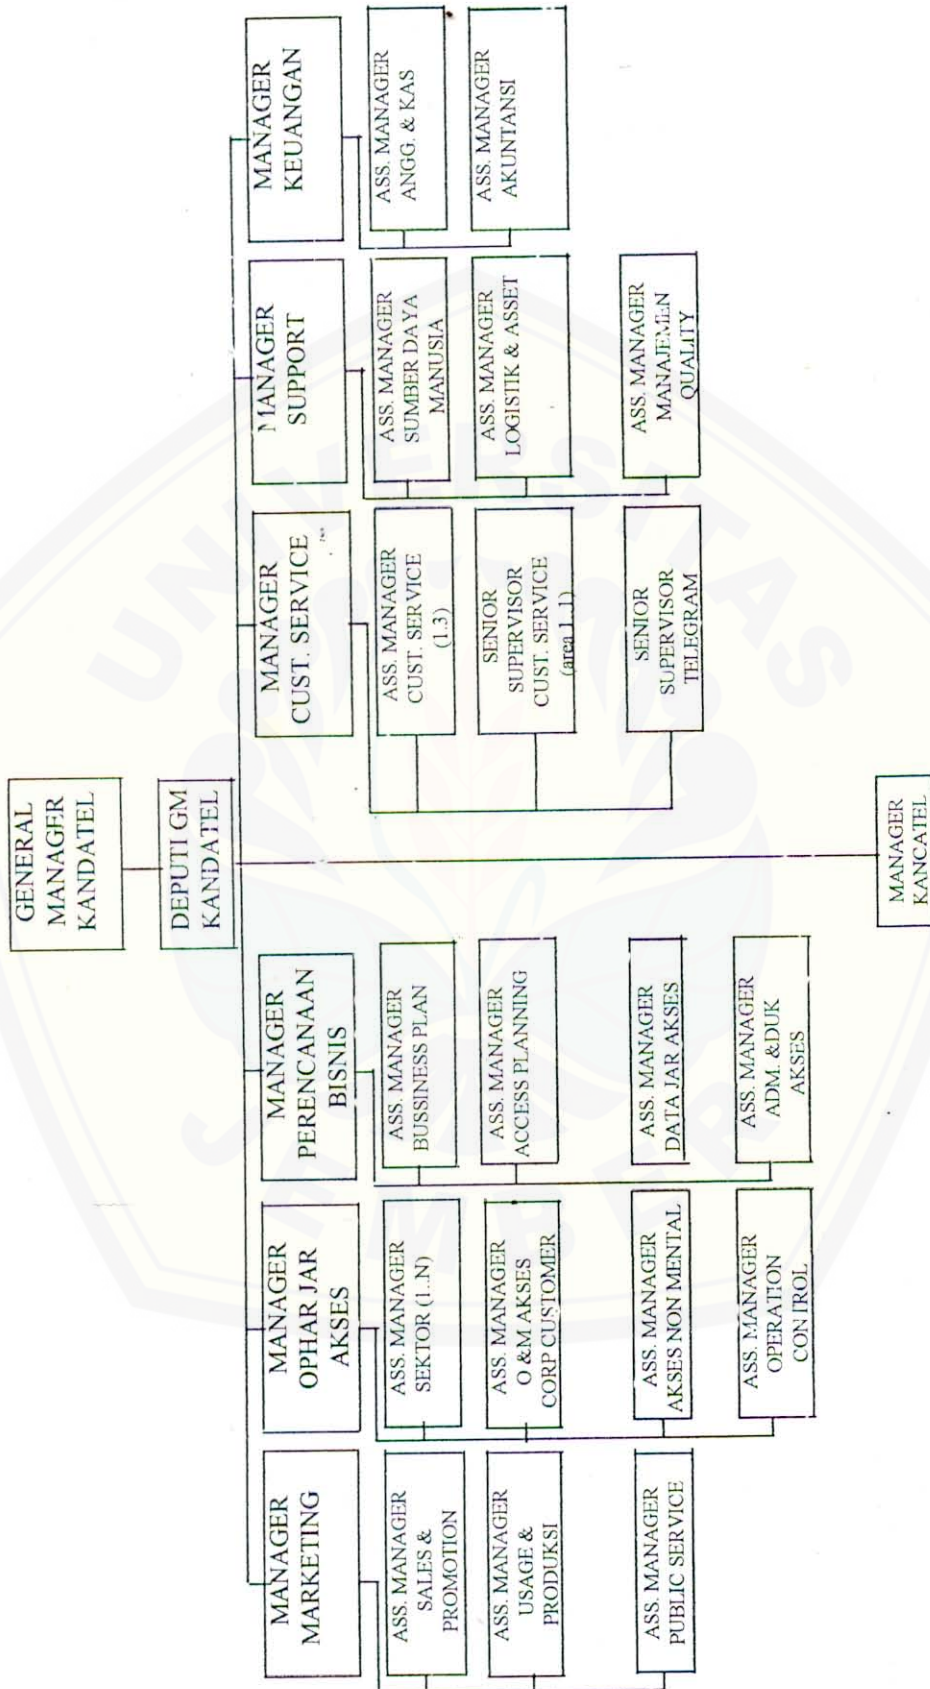 GENERAL
MANAGER
KANDATEL
DEPUTI GM
KANDATEL
MANAGER
MARKETING
MANAGER
OPHAR JAR
AKSES
MANAGER
PERENCANAAN
BISNIS
MANAGER
CUST. SERVICE
MANAGER
SUPPORT
MANAGER
KEUANGAN
ASS. MANAGER
SALES &
PROMOTION
ASS. MANAGER
SEKTOR (1..N)
ASS. MANAGER
BUSSINESS PLAN
ASS. MANAGER
CUST. SERVICE
(1.3)
ASS. MANAGER
SUMBER DAYA
MANUSIA
ASS. MANAGER
ANGG. & KAS
ASS. MANAGER
USAGE &
PRODUKSI
ASS. MANAGER
O &M AKSES
CORP CUSTOMER
ASS. MANAGER
ACCESS PLANNING
SENIOR
SUPERVISOR
CUST. SERVICE
(area 1.1)
ASS. MANAGER
LOGISTIK & ASSET
ASS. MANAGER
AKUNTANSI
ASS. MANAGER
PUBLIC SERVICE
ASS. MANAGER
AKSES NON MENTAL
ASS. MANAGER
DATA JAR AKSES
SENIOR
SUPERVISOR
TELEGRAM
ASS. MANAGER
MANAJEMEN
QUALITY
ASS. MANAGER
OPERATION
CONTROL
ASS. MANAGER
ADM. &DUK
AKSES
MANAGER
KANCATEL
UNIVERSITAS
JEMBER